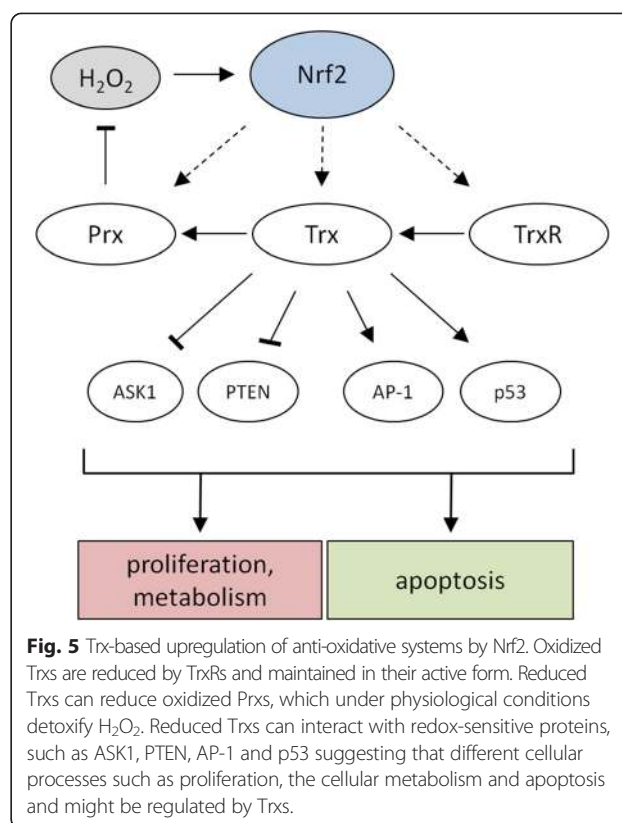 H₂O₂
Nrf2
Prx
Trx
TrxR
ASK1
PTEN
AP-1
p53
proliferation,
metabolism
apoptosis
Fig. 5 Trx-based upregulation of anti-oxidative systems by Nrf2. Oxidized
Trxs are reduced by TrxRs and maintained in their active form. Reduced
Trxs can reduce oxidized Prxs, which under physiological conditions
detoxify H₂O₂. Reduced Trxs can interact with redox-sensitive proteins,
such as ASK1, PTEN, AP-1 and p53 suggesting that different cellular
processes such as proliferation, the cellular metabolism and apoptosis
and might be regulated by Trxs.